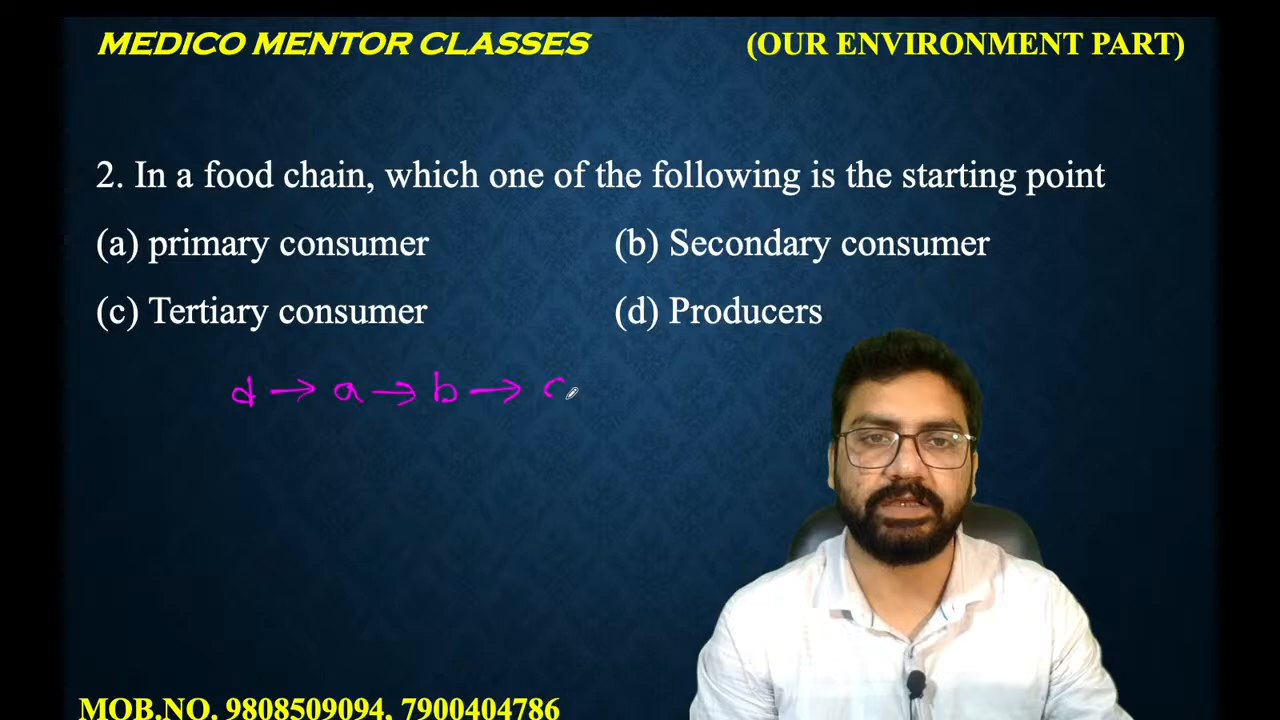 MEDICO MENTOR CLASSES (OUR ENVIRONMENT PART)
2. In a food chain, which one of the following is the starting point
(a) primary consumer (b) Secondary consumer
(c) Tertiary consumer (d) Producers
d → a → b → c
MOB.NO. 9808509094, 7900404786